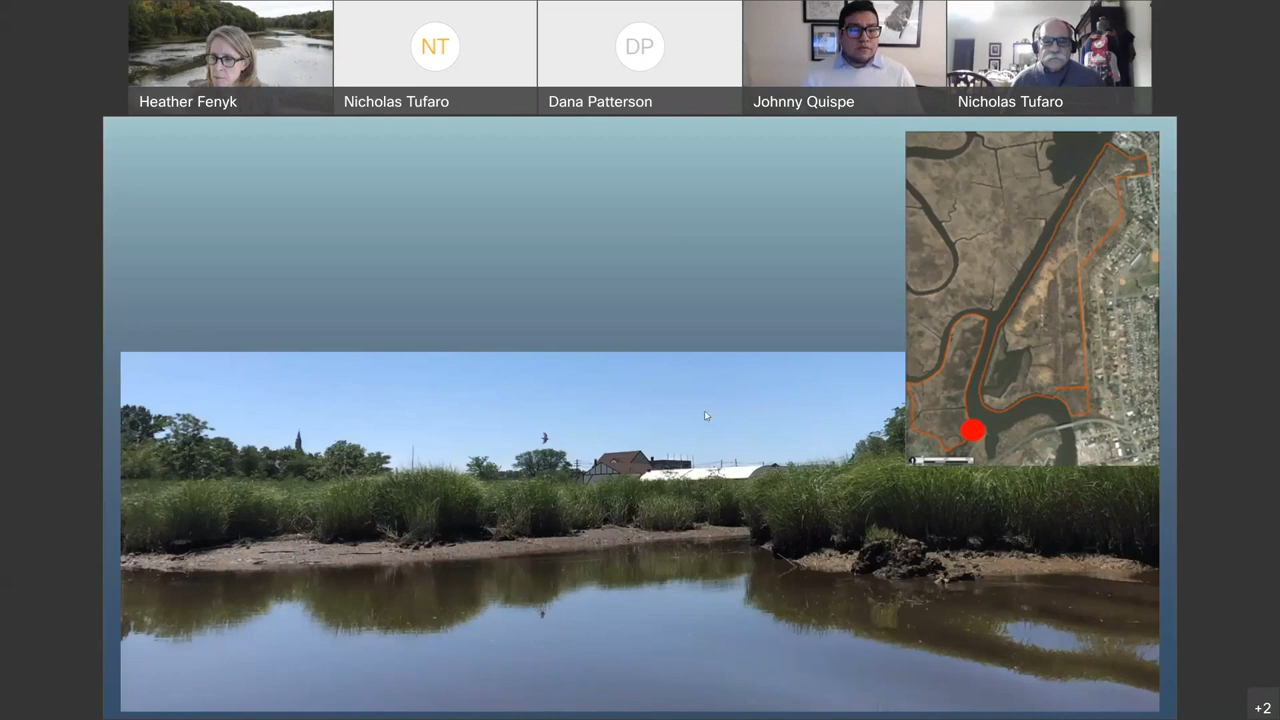 NT
DP
Heather Fenyk
Nicholas Tufaro
Dana Patterson
Johnny Quispe
Nicholas Tufaro
+2